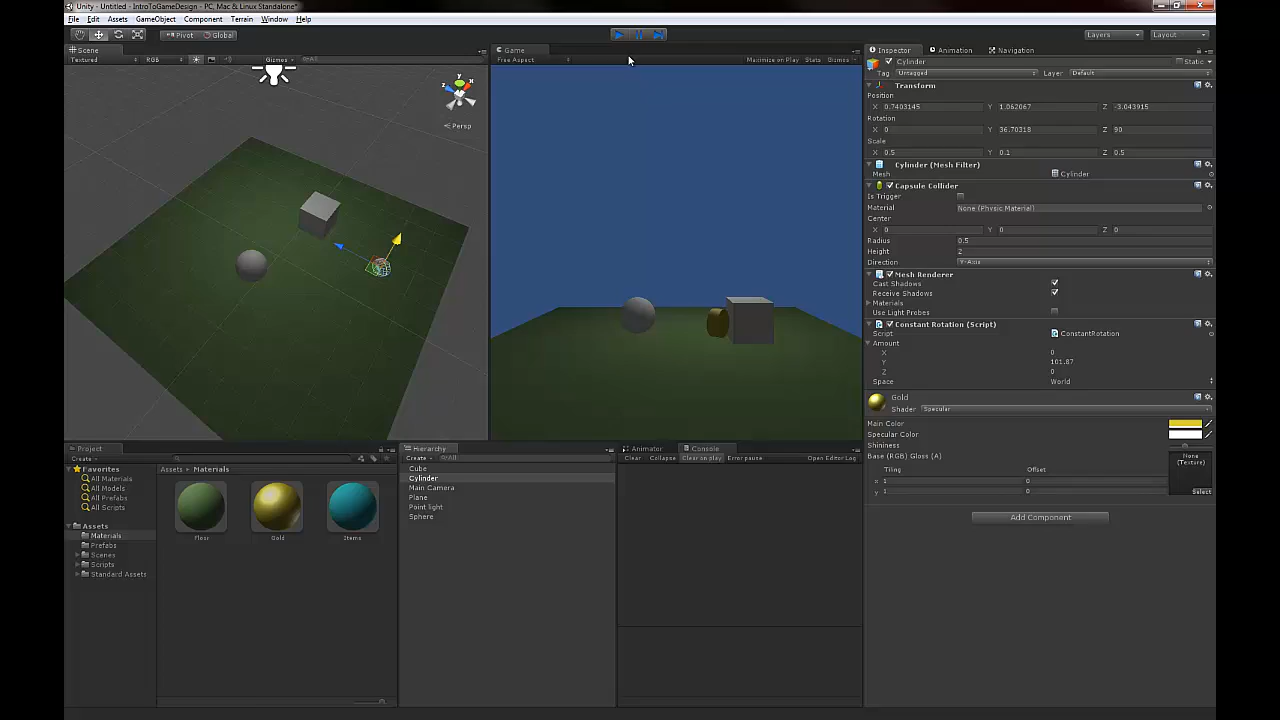 Unity - Untitled - IntroToGameDesign - PC, Mac & Linux Standalone*
File Edit Assets GameObject Component Terrain Window Help
Pivot Global Layers Layout
Scene
Textured RGB Gizmos All
y x z
Persp
Game
Free Aspect Maximize on Play Stats Gizmos
Inspector Animation Navigation
Cylinder Static
Tag Untagged Layer Default
Transform
Position
X 0.7403145 Y 1.062067 Z -3.043915
Rotation
X 0 Y 36.70318 Z 90
Scale
X 0.5 Y 0.1 Z 0.5
Cylinder (Mesh Filter)
Mesh Cylinder
Capsule Collider
Is Trigger
Material None (Physic Material)
Center
X 0 Y 0 Z 0
Radius 0.5
Height 2
Direction Y-Axis
Mesh Renderer
Cast Shadows
Receive Shadows
Materials
Use Light Probes
Constant Rotation (Script)
Script ConstantRotation
Amount
X 0
Y 101.87
Z 0
Space World
Gold
Shader Specular
Main Color
Specular Color
Shininess
Base (RGB) Gloss (A)
None
(Texture)
Tiling Offset
x 1 0
y 1 0
Select
Add Component
Project
Create
Favorites
All Materials
All Models
All Prefabs
All Scripts
Assets
Materials
Prefabs
Scenes
Scripts
Standard Assets
Assets Materials
Floor Gold Items
Hierarchy
Create All
Cube
Cylinder
Main Camera
Plane
Point light
Sphere
Animator Console
Clear Collapse Clear on play Error pause Open Editor Log